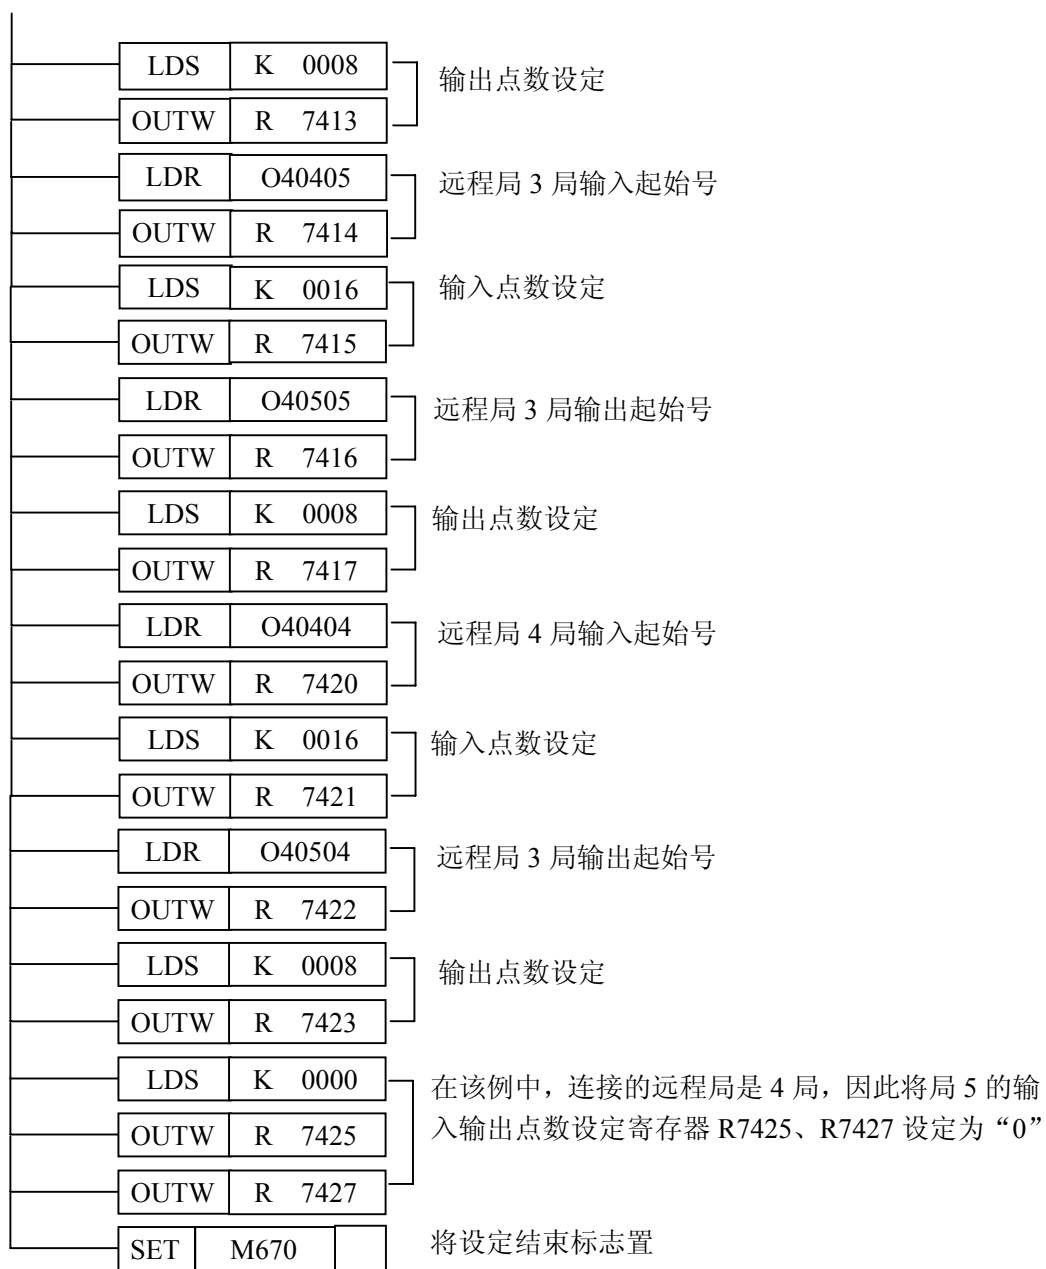 LDS K 0008
输出点数设定
OUTW R 7413
LDR O40405
远程局 3 局输入起始号
OUTW R 7414
LDS K 0016
输入点数设定
OUTW R 7415
LDR O40505
远程局 3 局输出起始号
OUTW R 7416
LDS K 0008
输出点数设定
OUTW R 7417
LDR O40404
远程局 4 局输入起始号
OUTW R 7420
LDS K 0016
输入点数设定
OUTW R 7421
LDR O40504
远程局 3 局输出起始号
OUTW R 7422
LDS K 0008
输出点数设定
OUTW R 7423
LDS K 0000
在该例中，连接的远程局是 4 局，因此将局 5 的输
OUTW R 7425
入输出点数设定寄存器 R7425、R7427 设定为“0”
OUTW R 7427
SET M670
将设定结束标志置